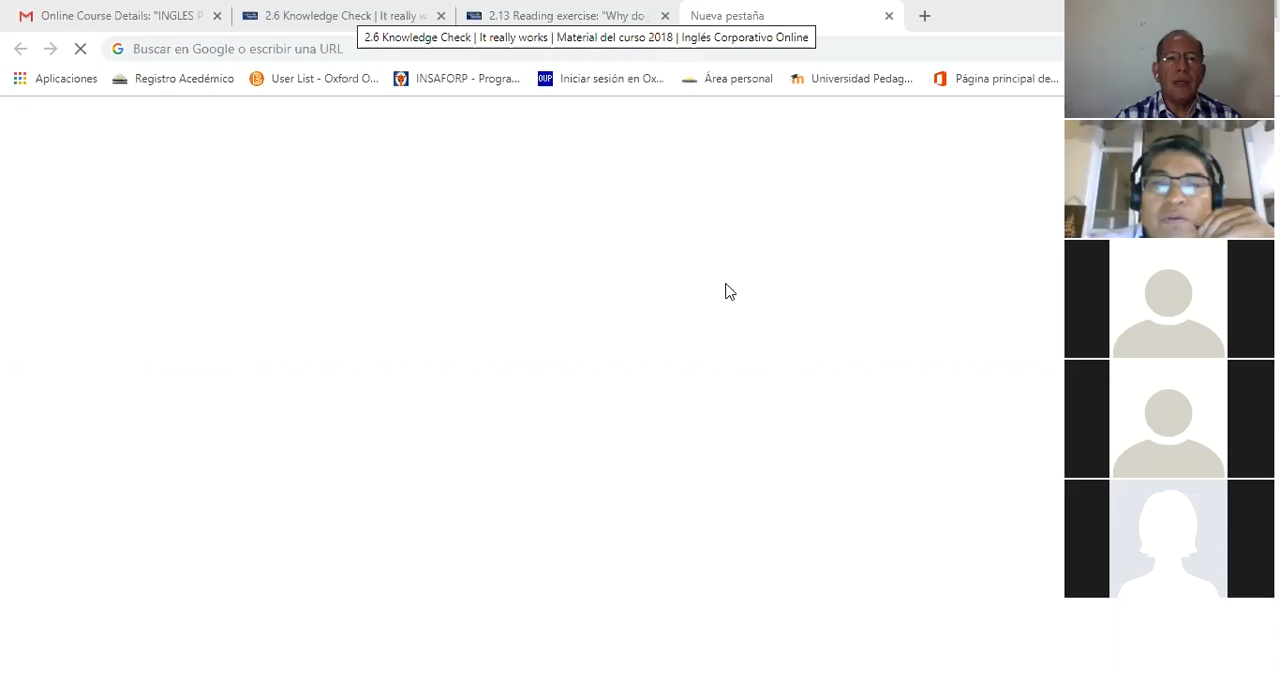 Online Course Details: "INGLES P
2.6 Knowledge Check | It really w
2.13 Reading exercise: "Why do
Nueva pestaña
2.6 Knowledge Check | It really works | Material del curso 2018 | Inglés Corporativo Online
Buscar en Google o escribir una URL
Aplicaciones
Registro Acedémico
User List - Oxford O...
INSAFORP - Progra...
OUP
Iniciar sesión en Ox...
Área personal
Universidad Pedag...
Página principal de...